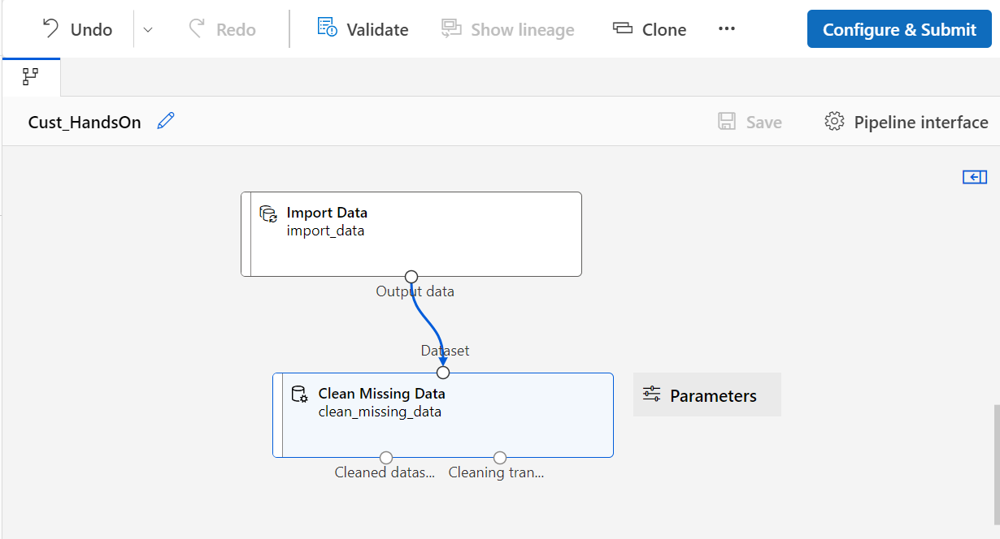 Undo
Redo
Validate
Show lineage
Clone
Configure & Submit
Cust_HandsOn
Save
Pipeline interface
Import Data
import_data
Output data
Dataset
Clean Missing Data
clean_missing_data
Parameters
Cleaned datas...
Cleaning tran...